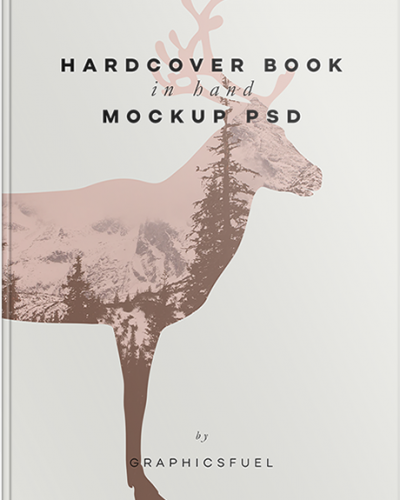 HARDCOVER BOOK
in hand
MOCKUP PSD
by
GRAPHICSFUEL